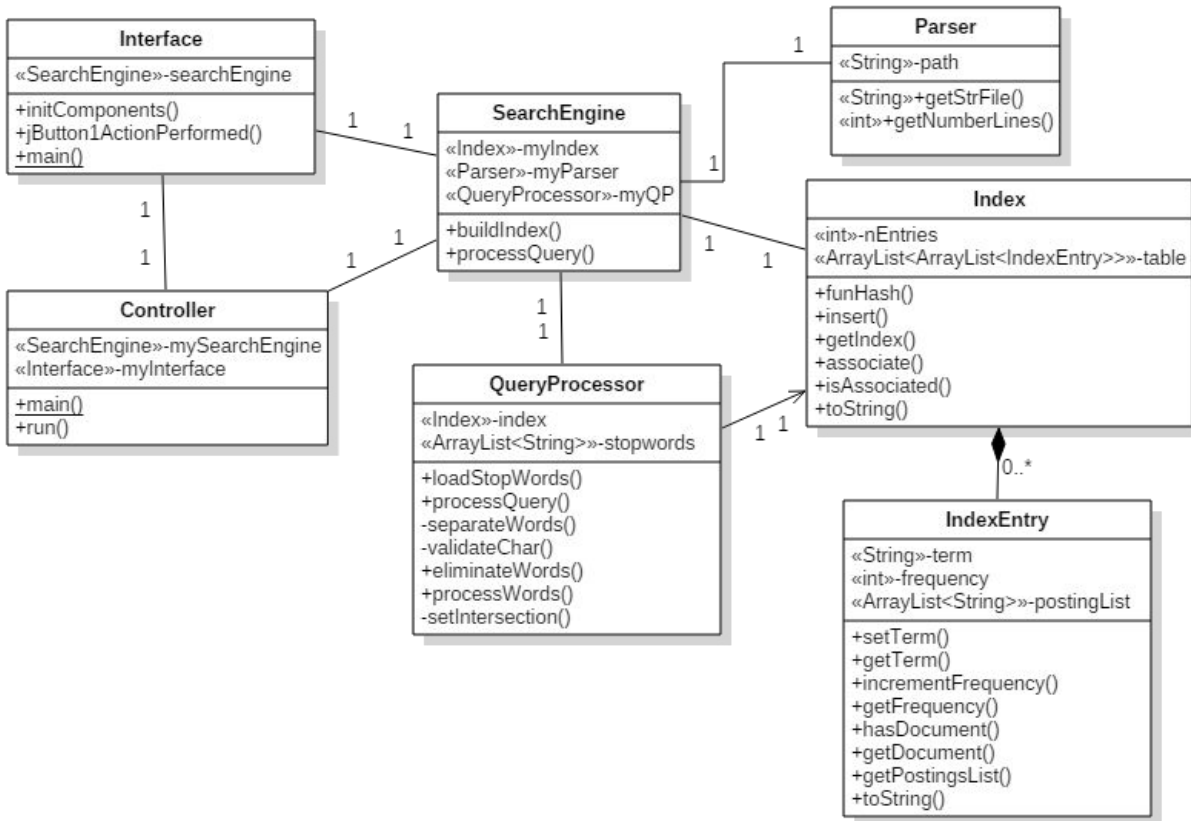 Interface
«SearchEngine»-searchEngine
+initComponents()
+jButton1ActionPerformed()
+main()
1
1
1
1
Controller
«SearchEngine»-mySearchEngine
«Interface»-myInterface
+main()
+run()
1
1
SearchEngine
«Index»-myIndex
«Parser»-myParser
«QueryProcessor»-myQP
+buildIndex()
+processQuery()
1
1
Parser
«String»-path
«String»+getStrFile()
«int»+getNumberLines()
1
1
1
1
Index
«int»-nEntries
«ArrayList<ArrayList<IndexEntry>>»-table
+funHash()
+insert()
+getIndex()
+associate()
+isAssociated()
+toString()
QueryProcessor
«Index»-index
«ArrayList<String>»-stopwords
+loadStopWords()
+processQuery()
-separateWords()
-validateChar()
+eliminateWords()
+processWords()
-setIntersection()
1
1
0..*
IndexEntry
«String»-term
«int»-frequency
«ArrayList<String>»-postingList
+setTerm()
+getTerm()
+incrementFrequency()
+getFrequency()
+hasDocument()
+getDocument()
+getPostingsList()
+toString()